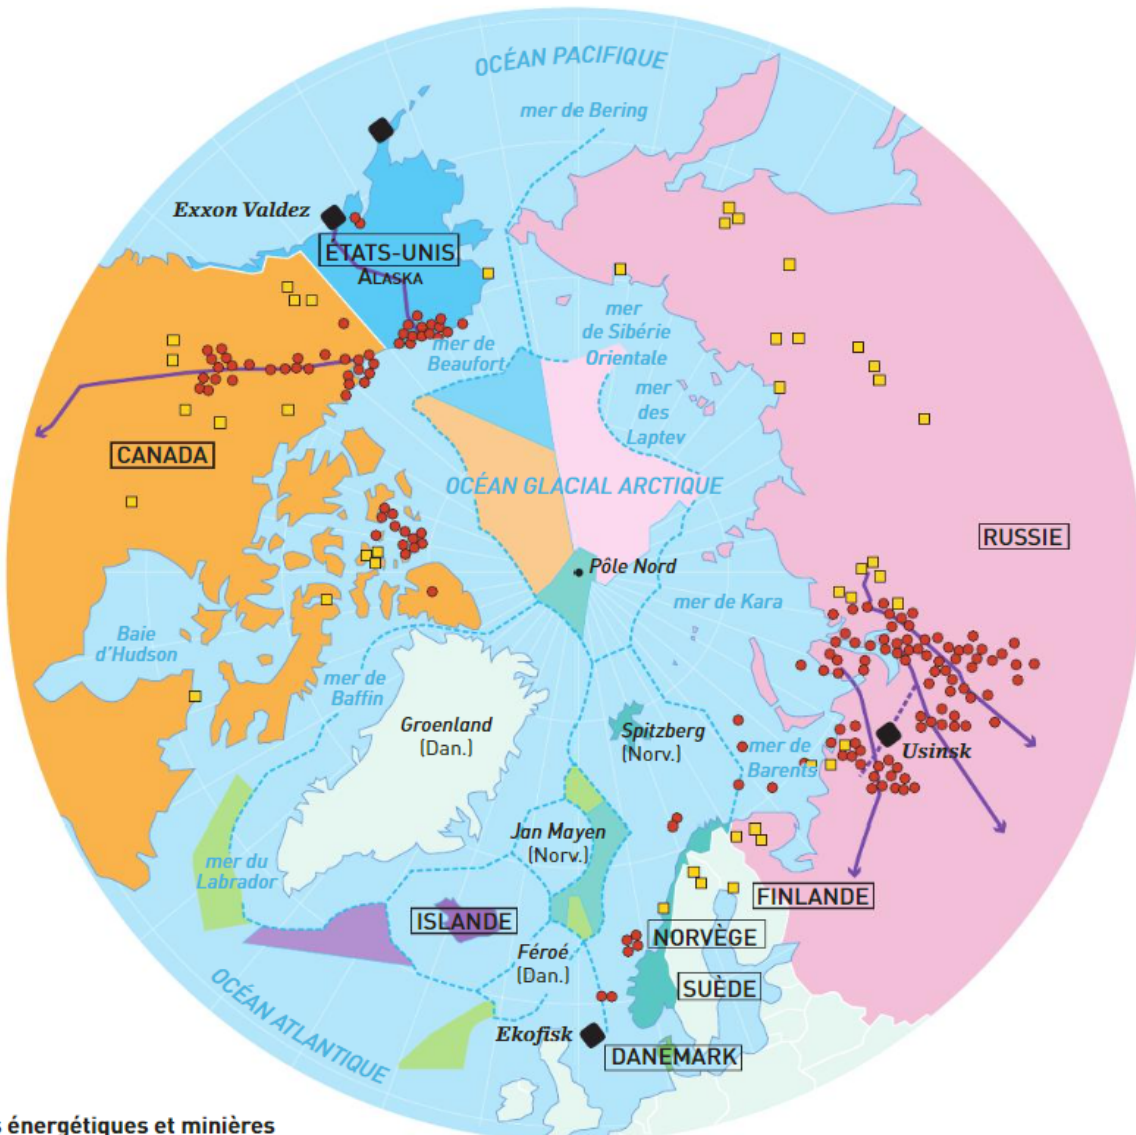 OCÉAN PACIFIQUE
mer de Bering
Exxon Valdez
ÉTATS-UNIS
ALASKA
mer
de Sibérie
Orientale
mer de
Beaufort
mer
des
Laptev
CANADA
OCÉAN GLACIAL ARCTIQUE
RUSSIE
Pôle Nord
mer de Kara
Baie
d'Hudson
mer de
Baffin
Groenland
(Dan.)
Spitzberg
(Norv.)
mer de
Barents
Usinsk
Jan Mayen
(Norv.)
mer du
Labrador
FINLANDE
ISLANDE
NORVÈGE
Féroé
(Dan.)
SUÈDE
OCÉAN ATLANTIQUE
Ekofisk
DANEMARK
énergétiques et minières